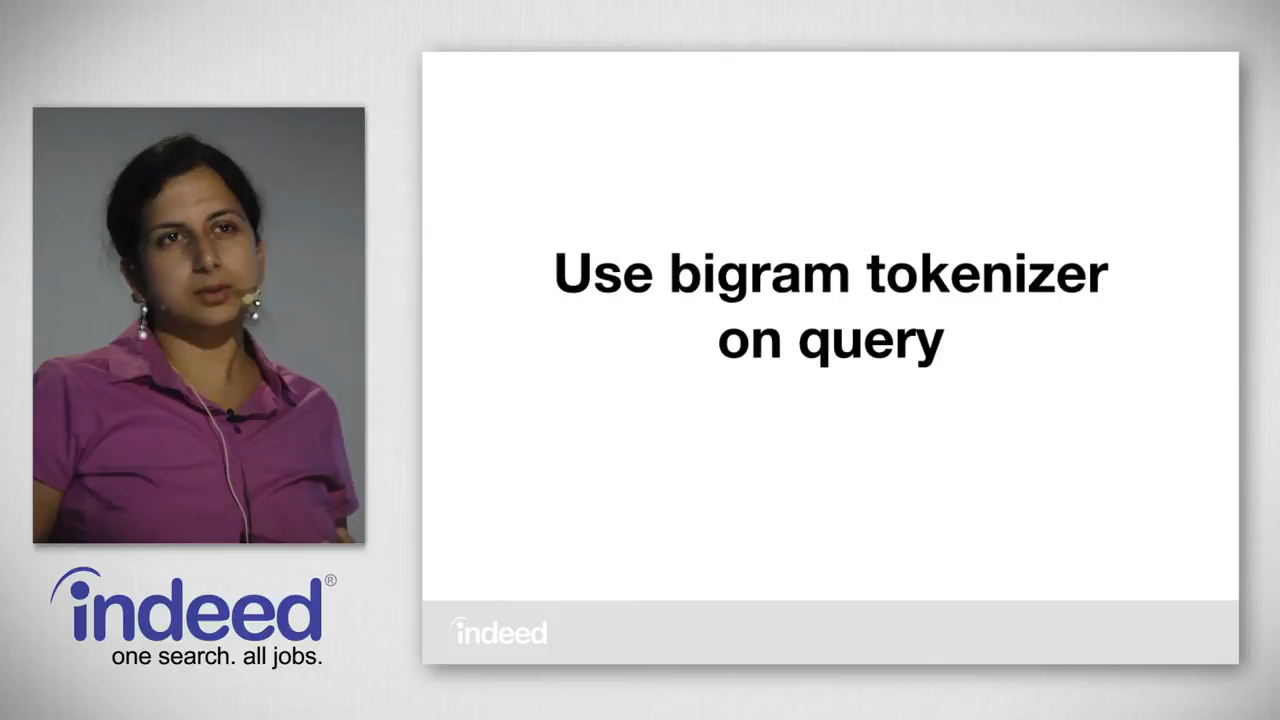 Use bigram tokenizer
on query
indeed
indeed®
one search. all jobs.